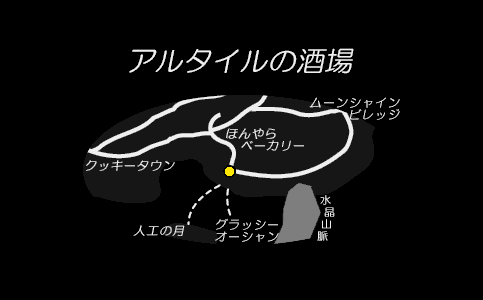 アルタイルの酒場
ムーンシャイン
ビレッジ
ほんやら
ベーカリー
クッキータウン
水晶山脈
人工の月
グラッシー
オーシャン